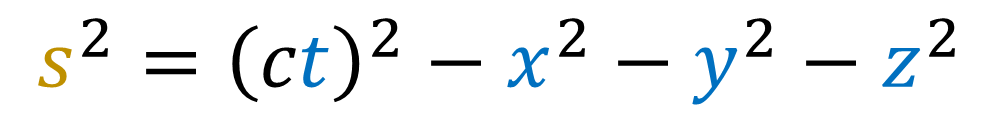 s² = (ct)² − x² − y² − z²